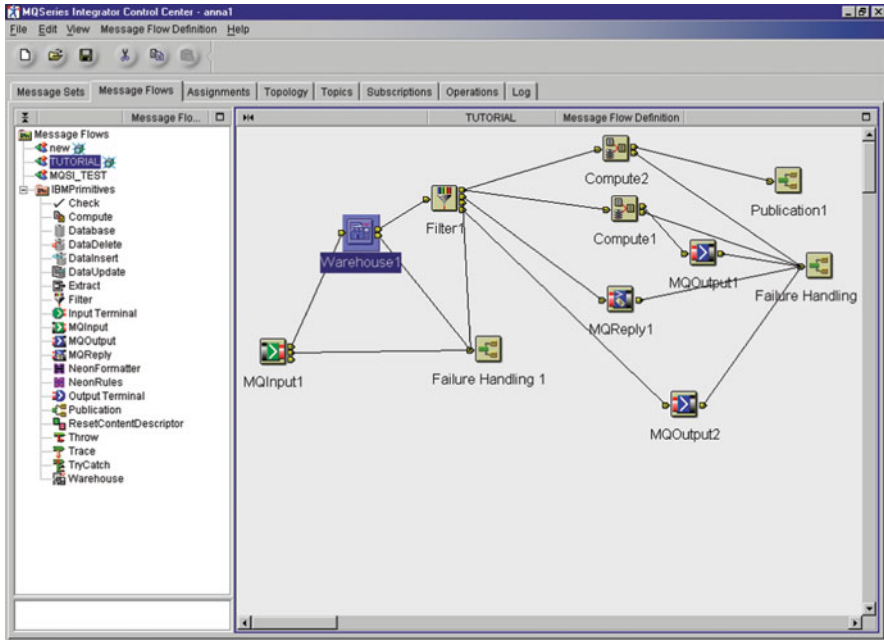 MQSeries Integrator Control Center - anna1
File Edit View Message Flow Definition Help
Message Sets Message Flows Assignments Topology Topics Subscriptions Operations Log
Message Flo...
TUTORIAL Message Flow Definition
Message Flows
new
TUTORIAL
MQSI_TEST
IBMPrimitives
Check
Compute
Database
DataDelete
DataInsert
DataUpdate
Extract
Filter
Input Terminal
MQInput
MQOutput
MQReply
NeonFormatter
NeonRules
Output Terminal
Publication
ResetContentDescriptor
Throw
Trace
TryCatch
Warehouse
Compute2
Publication1
Filter1
Compute1
Warehouse1
MQOutput1
Failure Handling
MQReply1
MQInput1
Failure Handling 1
MQOutput2